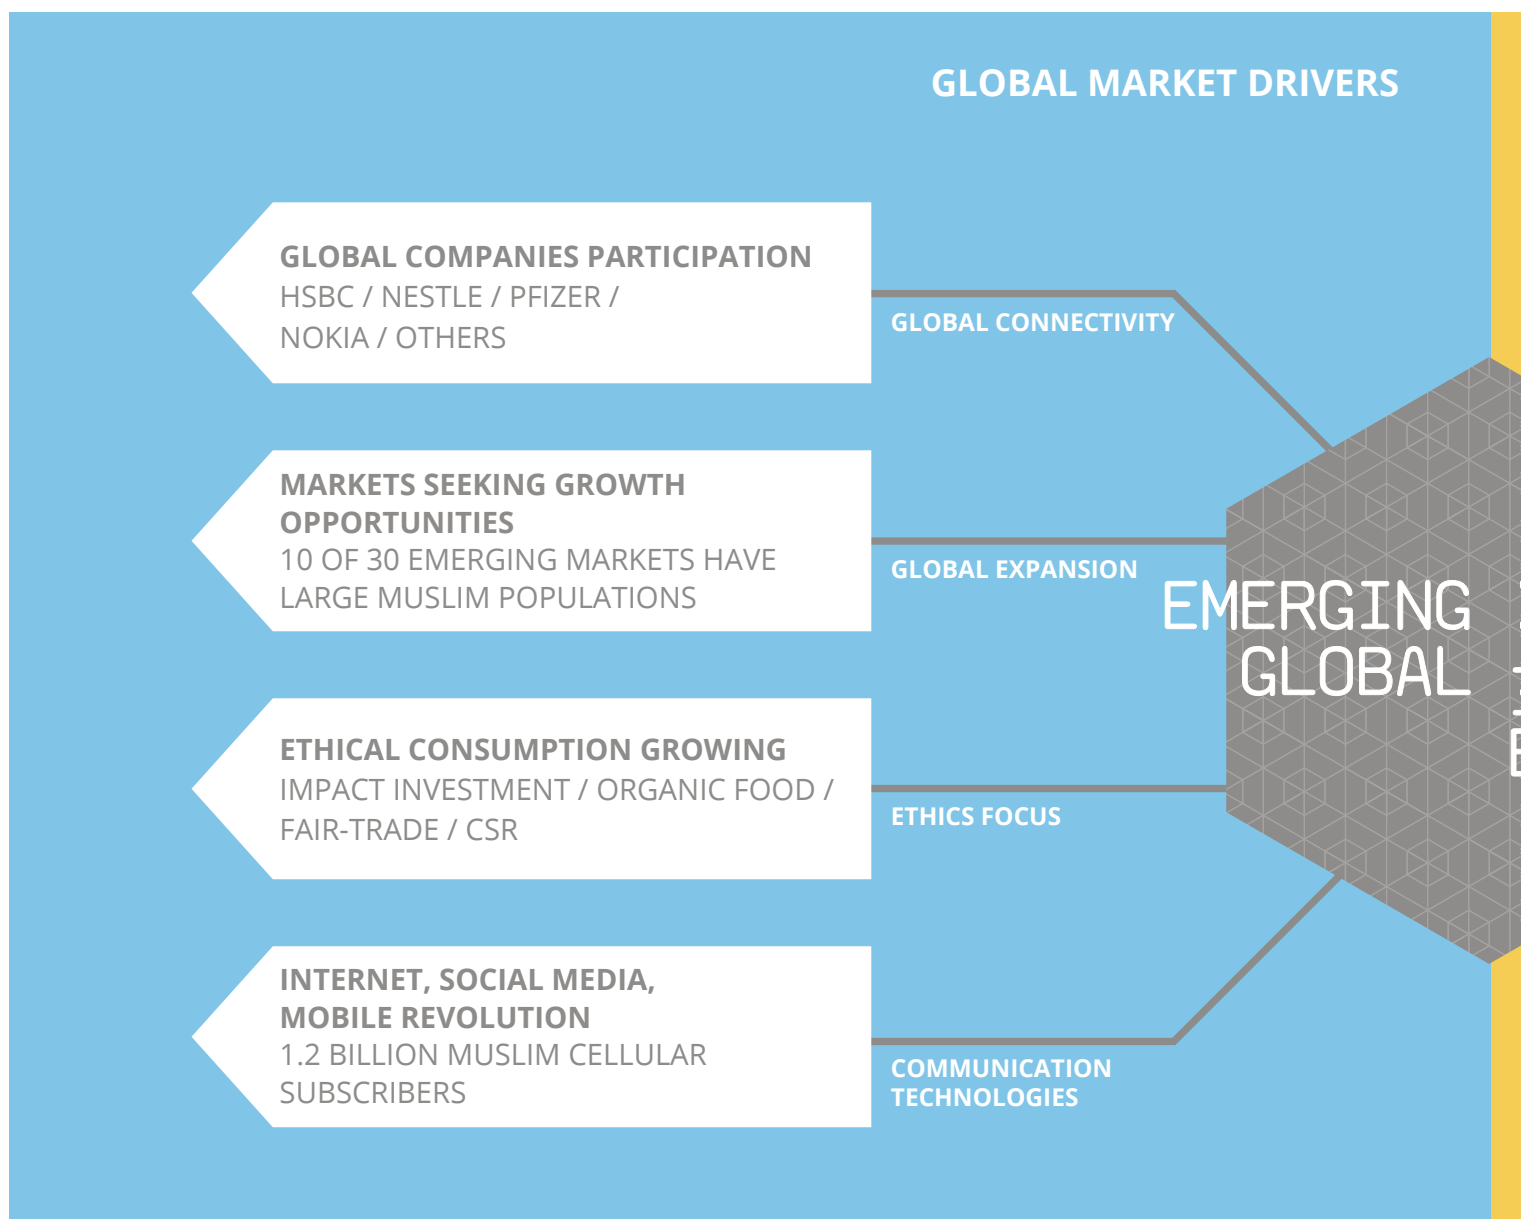 GLOBAL MARKET DRIVERS
GLOBAL COMPANIES PARTICIPATION
HSBC / NESTLE / PFIZER /
NOKIA / OTHERS
GLOBAL CONNECTIVITY
MARKETS SEEKING GROWTH
OPPORTUNITIES
10 OF 30 EMERGING MARKETS HAVE
LARGE MUSLIM POPULATIONS
GLOBAL EXPANSION
EMERGING
GLOBAL
ETHICAL CONSUMPTION GROWING
IMPACT INVESTMENT / ORGANIC FOOD /
FAIR-TRADE / CSR
ETHICS FOCUS
INTERNET, SOCIAL MEDIA,
MOBILE REVOLUTION
1.2 BILLION MUSLIM CELLULAR
SUBSCRIBERS
COMMUNICATION
TECHNOLOGIES